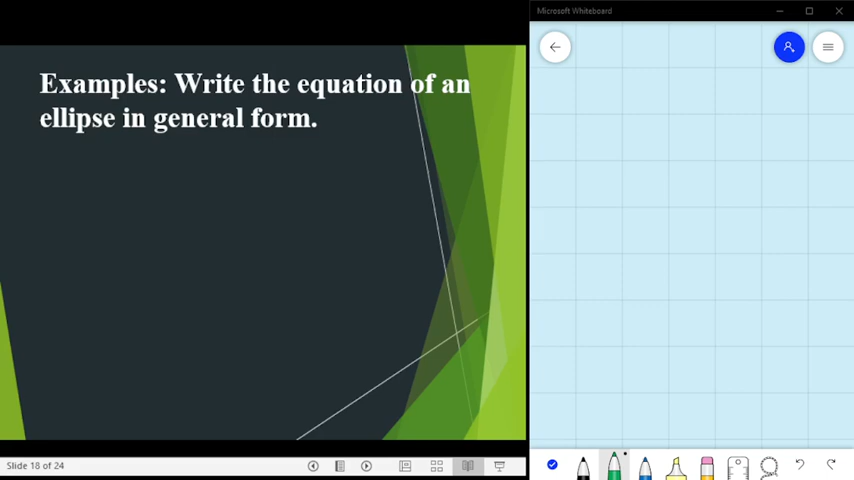 Microsoft Whiteboard
Examples: Write the equation of an
ellipse in general form.
Slide 18 of 24